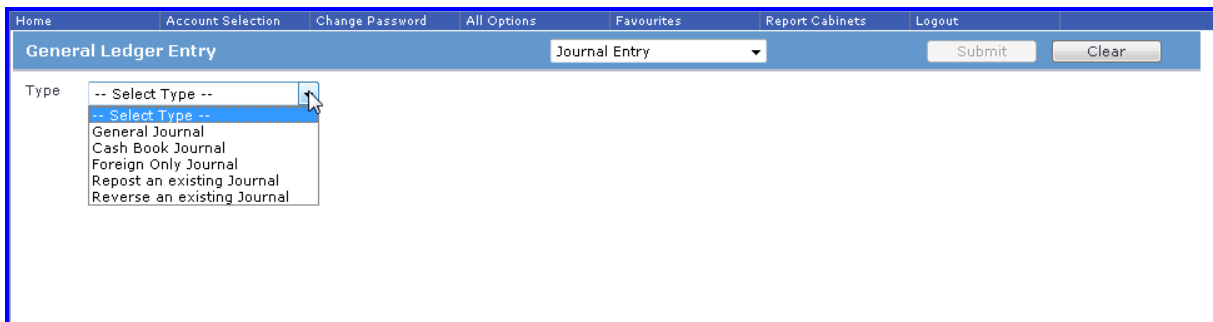 Home Account Selection Change Password All Options Favourites Report Cabinets Logout
General Ledger Entry Journal Entry Submit Clear
Type -- Select Type --
-- Select Type --
General Journal
Cash Book Journal
Foreign Only Journal
Repost an existing Journal
Reverse an existing Journal